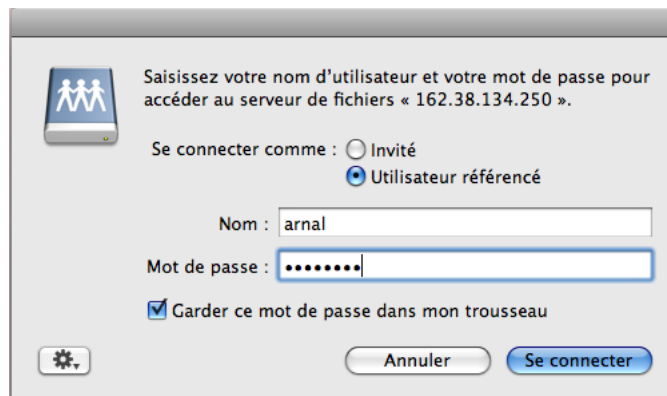 Saisissez votre nom d’utilisateur et votre mot de passe pour
accéder au serveur de fichiers « 162.38.134.250 ».
Se connecter comme : Invité
Utilisateur référencé
Nom : arnal
Mot de passe : ••••••••
Garder ce mot de passe dans mon trousseau
Annuler Se connecter